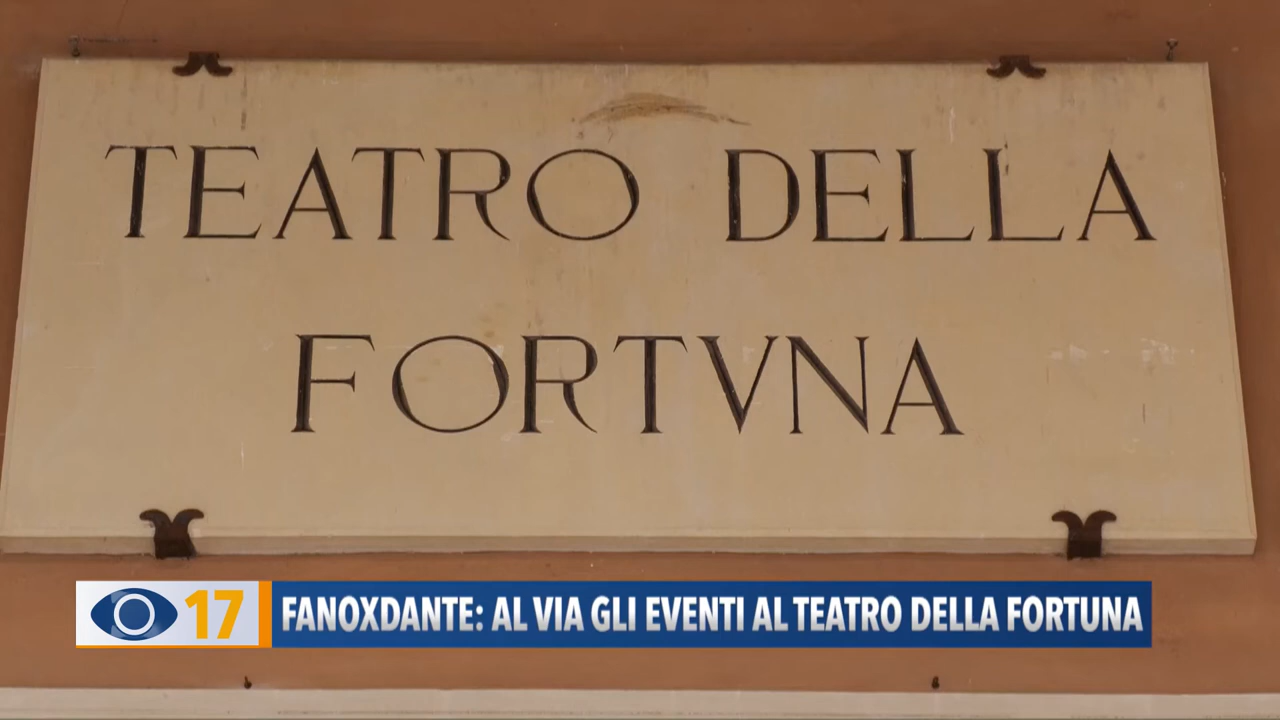 TEATRO DELLA
FORTVNA
17
FANOXDANTE: AL VIA GLI EVENTI AL TEATRO DELLA FORTUNA